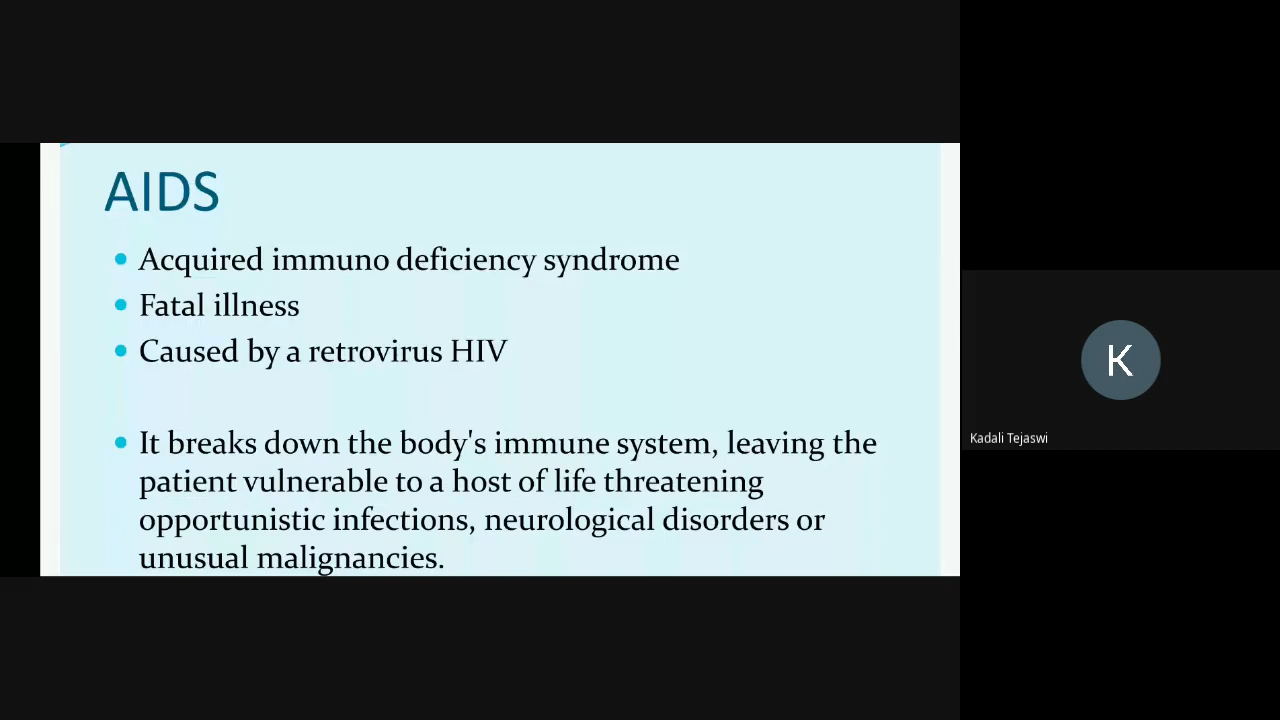 AIDS
Acquired immuno deficiency syndrome
Fatal illness
Caused by a retrovirus HIV
It breaks down the body's immune system, leaving the
patient vulnerable to a host of life threatening
opportunistic infections, neurological disorders or
unusual malignancies.
K
Kadali Tejaswi